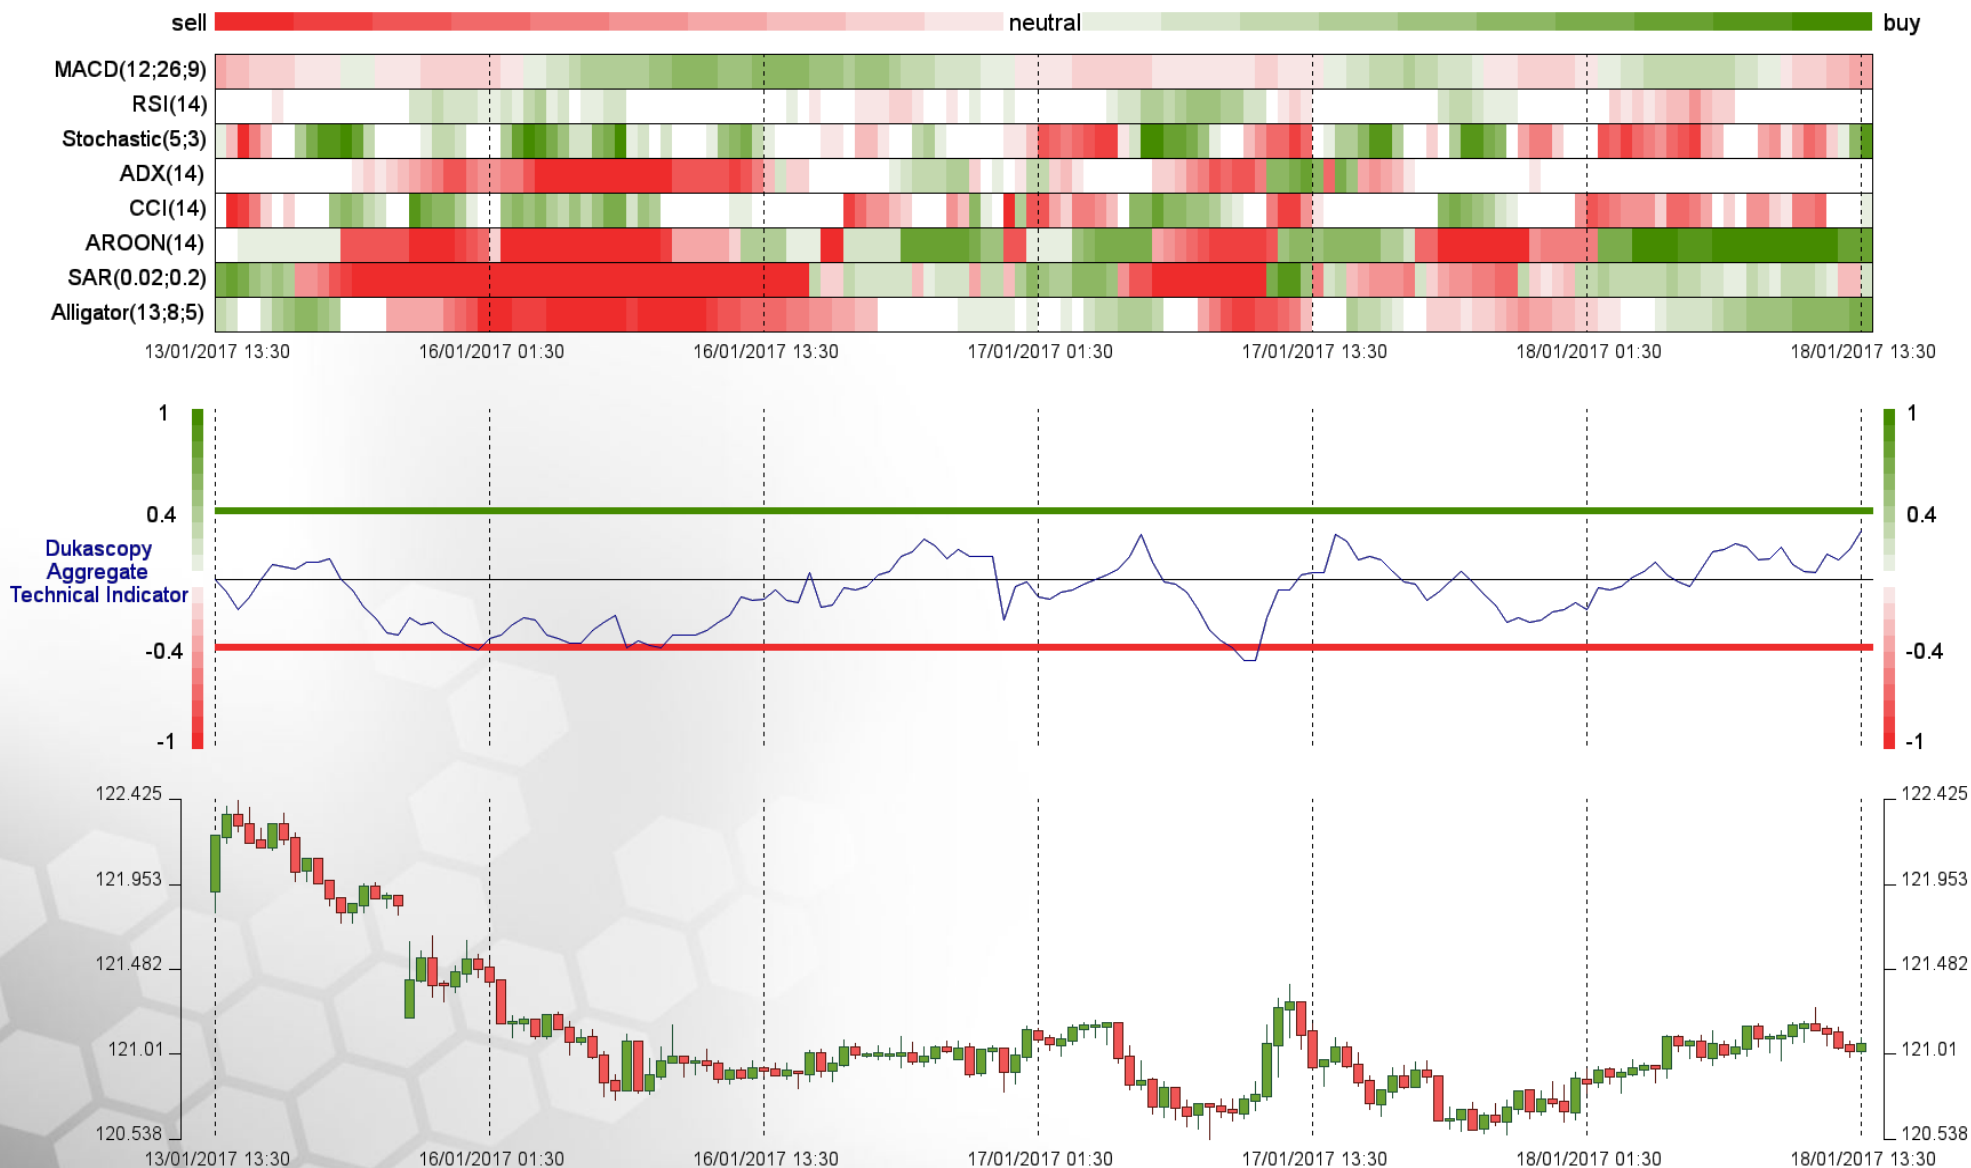 sell neutral buy
MACD(12;26;9)
RSI(14)
Stochastic(5;3)
ADX(14)
CCI(14)
AROON(14)
SAR(0.02;0.2)
Alligator(13;8;5)
13/01/2017 13:30 16/01/2017 01:30 16/01/2017 13:30 17/01/2017 01:30 17/01/2017 13:30 18/01/2017 01:30 18/01/2017 13:30
1 1
0.4 0.4
Dukascopy
Aggregate
Technical Indicator
-0.4 -0.4
-1 -1
122.425 122.425
121.953 121.953
121.482 121.482
121.01 121.01
120.538 120.538
13/01/2017 13:30 16/01/2017 01:30 16/01/2017 13:30 17/01/2017 01:30 17/01/2017 13:30 18/01/2017 01:30 18/01/2017 13:30